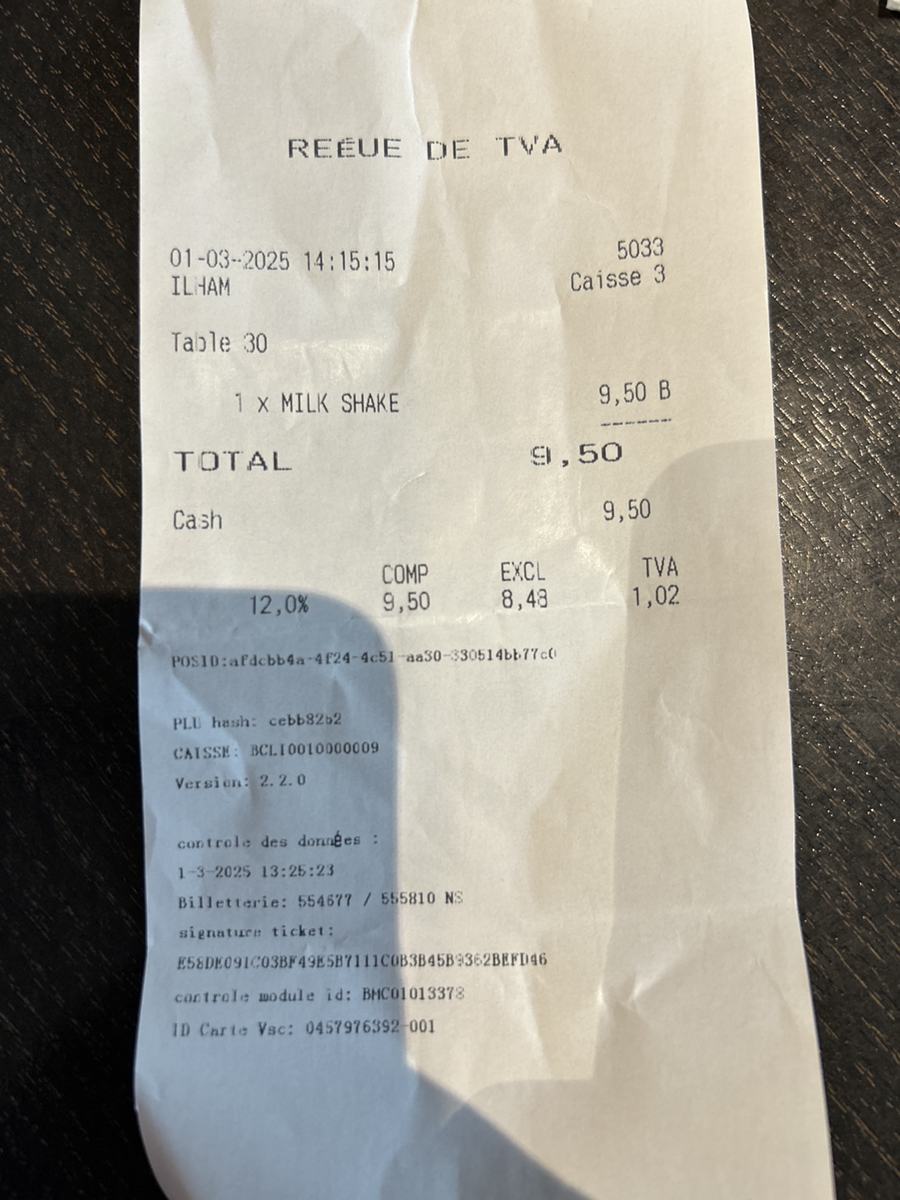 REÉUE DE TVA
01-03-2025 14:15:15 5033
ILHAM Caisse 3
Table 30
1 x MILK SHAKE 9,50 B
------
TOTAL 9,50
Cash 9,50
COMP EXCL TVA
12,0% 9,50 8,48 1,02
POSID:afdcbb4a-4f24-4c51-aa30-330514bb77c0
PLU hash: cebb82b2
CAISSE: BCLI0010000009
Version: 2.2.0
controle des données :
1-3-2025 13:25:23
Billetterie: 554677 / 555810 NS
signature ticket:
E58DE091C03BF49E5B7111C0B3B45B9362BEFD46
controle module id: BMC01013378
ID Carte Vsc: 0457976392-001